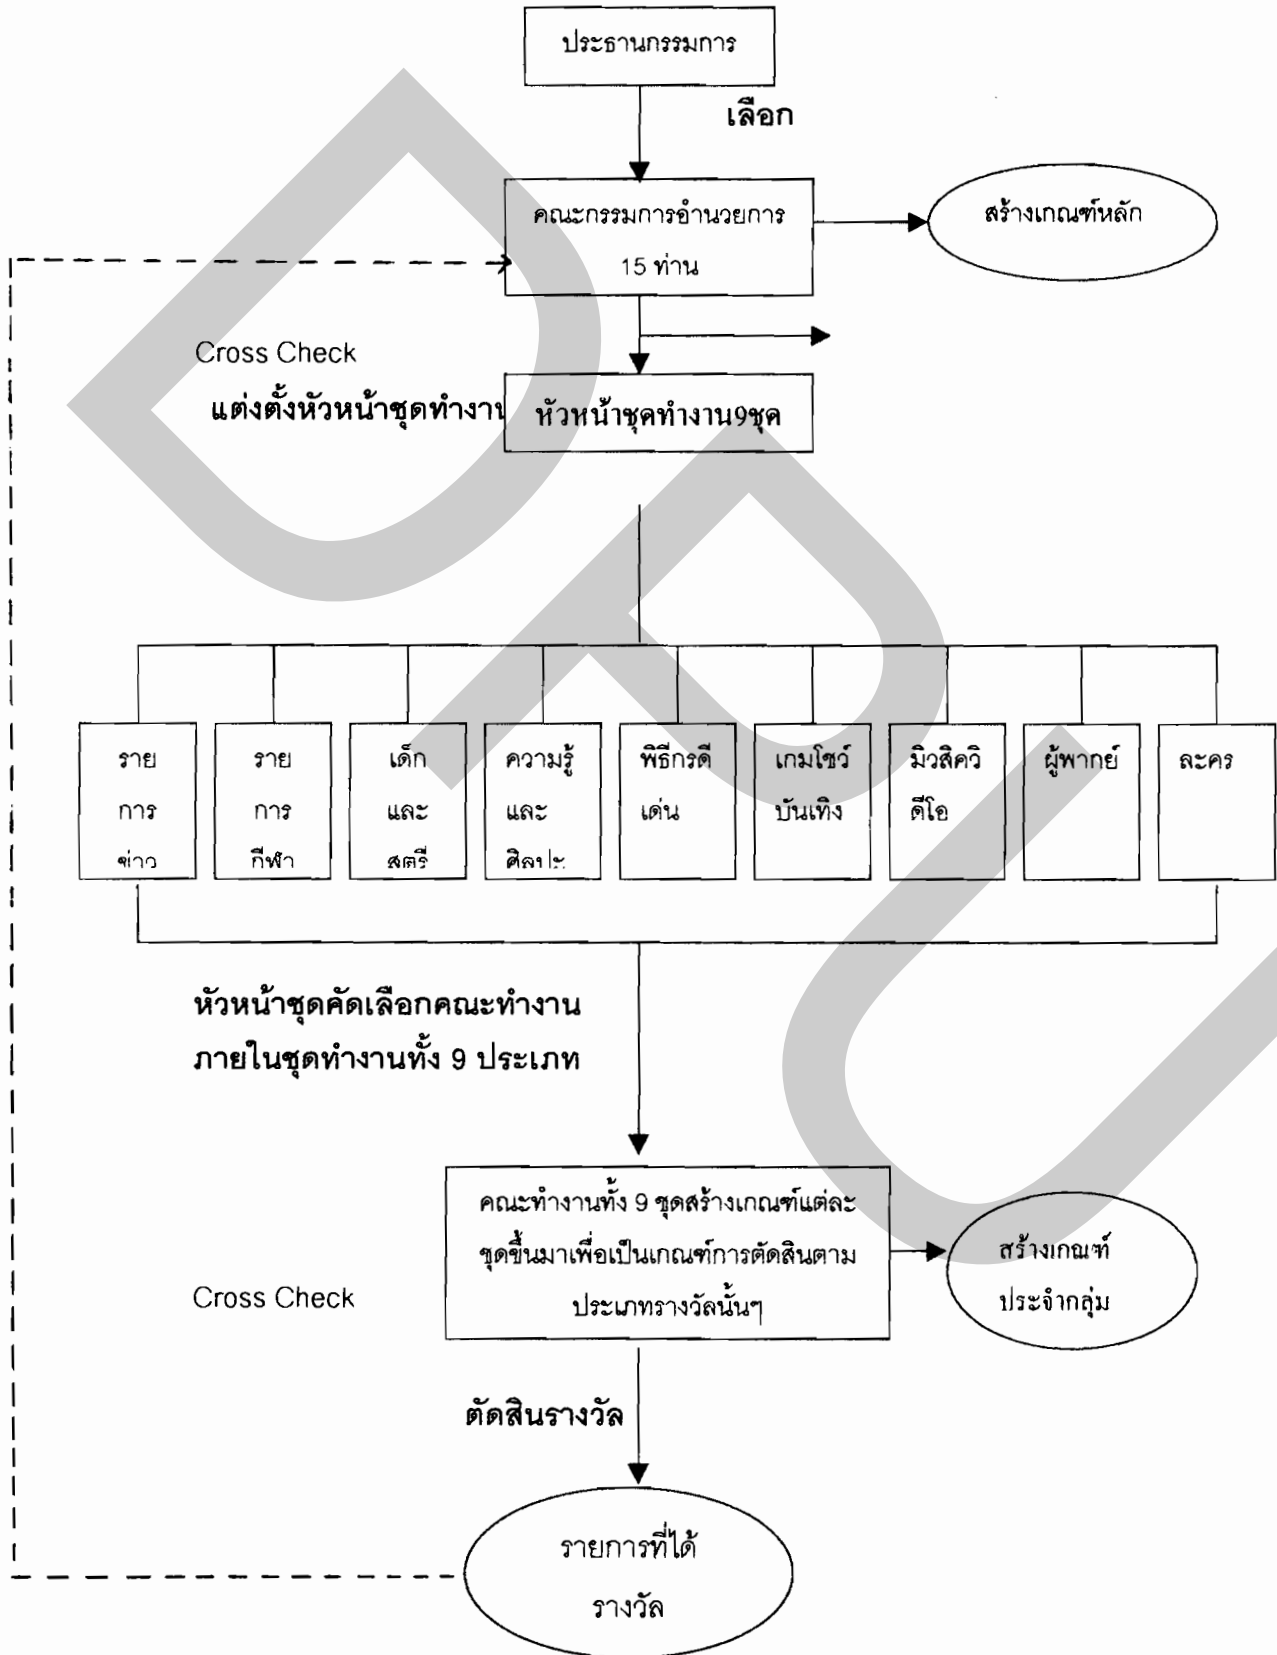 ประธานกรรมการ
เลือก
คณะกรรมการอำนวยการ
15 ท่าน
สร้างเกณฑ์หลัก
Cross Check
แต่งตั้งหัวหน้าชุดทำงาน
หัวหน้าชุดทำงาน9ชุด
ราย
การ
ข่าว
ราย
การ
กีฬา
เด็ก
และ
สตรี
ความรู้
และ
ศิลปะ
พิธีกรดี
เด่น
เกมโชว์
บันเทิง
มิวสิควิ
ดีโอ
ผู้พากย์
ละคร
หัวหน้าชุดคัดเลือกคณะทำงาน
ภายในชุดทำงานทั้ง 9 ประเภท
คณะทำงานทั้ง 9 ชุดสร้างเกณฑ์แต่ละ
ชุดขึ้นมาเพื่อเป็นเกณฑ์การตัดสินตาม
ประเภทรางวัลนั้นๆ
สร้างเกณฑ์
ประจำกลุ่ม
Cross Check
ตัดสินรางวัล
รายการที่ได้
รางวัล
DPU